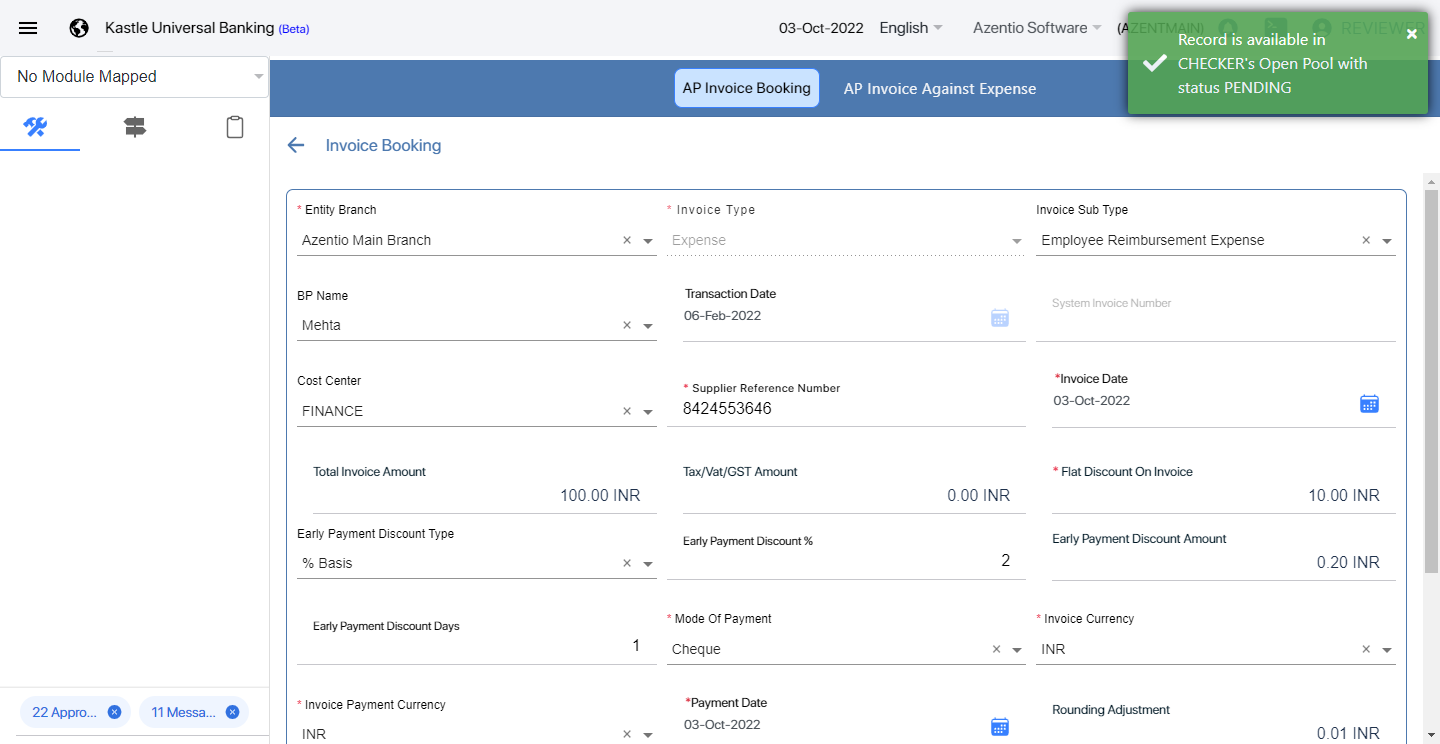 Kastle Universal Banking (Beta)
03-Oct-2022
English
Azentio Software
(AZENTMAIN)
REVIEWER
Record is available in
CHECKER's Open Pool with
status PENDING
No Module Mapped
AP Invoice Booking
AP Invoice Against Expense
Invoice Booking
* Entity Branch
* Invoice Type
Invoice Sub Type
Azentio Main Branch
Expense
Employee Reimbursement Expense
BP Name
Transaction Date
System Invoice Number
Mehta
06-Feb-2022
Cost Center
* Supplier Reference Number
*Invoice Date
FINANCE
8424553646
03-Oct-2022
Total Invoice Amount
Tax/Vat/GST Amount
* Flat Discount On Invoice
100.00 INR
0.00 INR
10.00 INR
Early Payment Discount Type
Early Payment Discount %
Early Payment Discount Amount
% Basis
2
0.20 INR
Early Payment Discount Days
* Mode Of Payment
* Invoice Currency
1
Cheque
INR
* Invoice Payment Currency
*Payment Date
Rounding Adjustment
INR
03-Oct-2022
0.01 INR
22 Appro...
11 Messa...